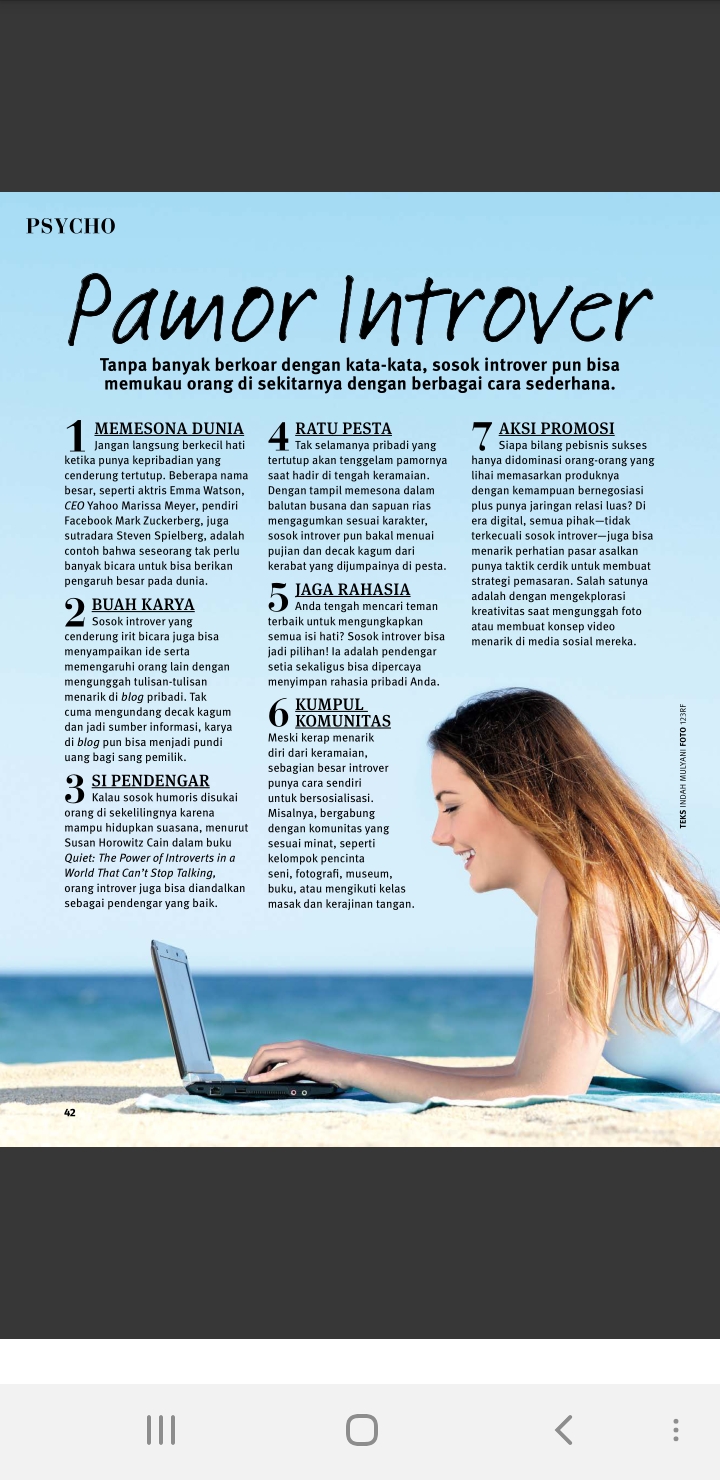 PSYCHO
Pamor Introver
Tanpa banyak berkoar dengan kata-kata, sosok introver pun bisa
memukau orang di sekitarnya dengan berbagai cara sederhana.
1 MEMESONA DUNIA
Jangan langsung berkecil hati
ketika punya kepribadian yang
cenderung tertutup. Beberapa nama
besar, seperti aktris Emma Watson,
CEO Yahoo Marissa Meyer, pendiri
Facebook Mark Zuckerberg, juga
sutradara Steven Spielberg, adalah
contoh bahwa seseorang tak perlu
banyak bicara untuk bisa berikan
pengaruh besar pada dunia.
2 BUAH KARYA
Sosok introver yang
cenderung irit bicara juga bisa
menyampaikan ide serta
memengaruhi orang lain dengan
mengunggah tulisan-tulisan
menarik di blog pribadi. Tak
cuma mengundang decak kagum
dan jadi sumber informasi, karya
di blog pun bisa menjadi pundi
uang bagi sang pemilik.
3 SI PENDENGAR
Kalau sosok humoris disukai
orang di sekelilingnya karena
mampu hidupkan suasana, menurut
Susan Horowitz Cain dalam buku
Quiet: The Power of Introverts in a
World That Can't Stop Talking,
orang introver juga bisa diandalkan
sebagai pendengar yang baik.
4 RATU PESTA
Tak selamanya pribadi yang
tertutup akan tenggelam pamornya
saat hadir di tengah keramaian.
Dengan tampil memesona dalam
balutan busana dan sapuan rias
mengagumkan sesuai karakter,
sosok introver pun bakal menuai
pujian dan decak kagum dari
kerabat yang dijumpainya di pesta.
5 JAGA RAHASIA
Anda tengah mencari teman
terbaik untuk mengungkapkan
semua isi hati? Sosok introver bisa
jadi pilihan! Ia adalah pendengar
setia sekaligus bisa dipercaya
menyimpan rahasia pribadi Anda.
6 KUMPUL
KOMUNITAS
Meski kerap menarik
diri dari keramaian,
sebagian besar introver
punya cara sendiri
untuk bersosialisasi.
Misalnya, bergabung
dengan komunitas yang
sesuai minat, seperti
kelompok pencinta
seni, fotografi, museum,
buku, atau mengikuti kelas
masak dan kerajinan tangan.
7 AKSI PROMOSI
Siapa bilang pebisnis sukses
hanya didominasi orang-orang yang
lihai memasarkan produknya
dengan kemampuan bernegosiasi
plus punya jaringan relasi luas? Di
era digital, semua pihak—tidak
terkecuali sosok introver—juga bisa
menarik perhatian pasar asalkan
punya taktik cerdik untuk membuat
strategi pemasaran. Salah satunya
adalah dengan mengekplorasi
kreativitas saat mengunggah foto
atau membuat konsep video
menarik di media sosial mereka.
TEKS INDAH MULYANI FOTO 123RF
42